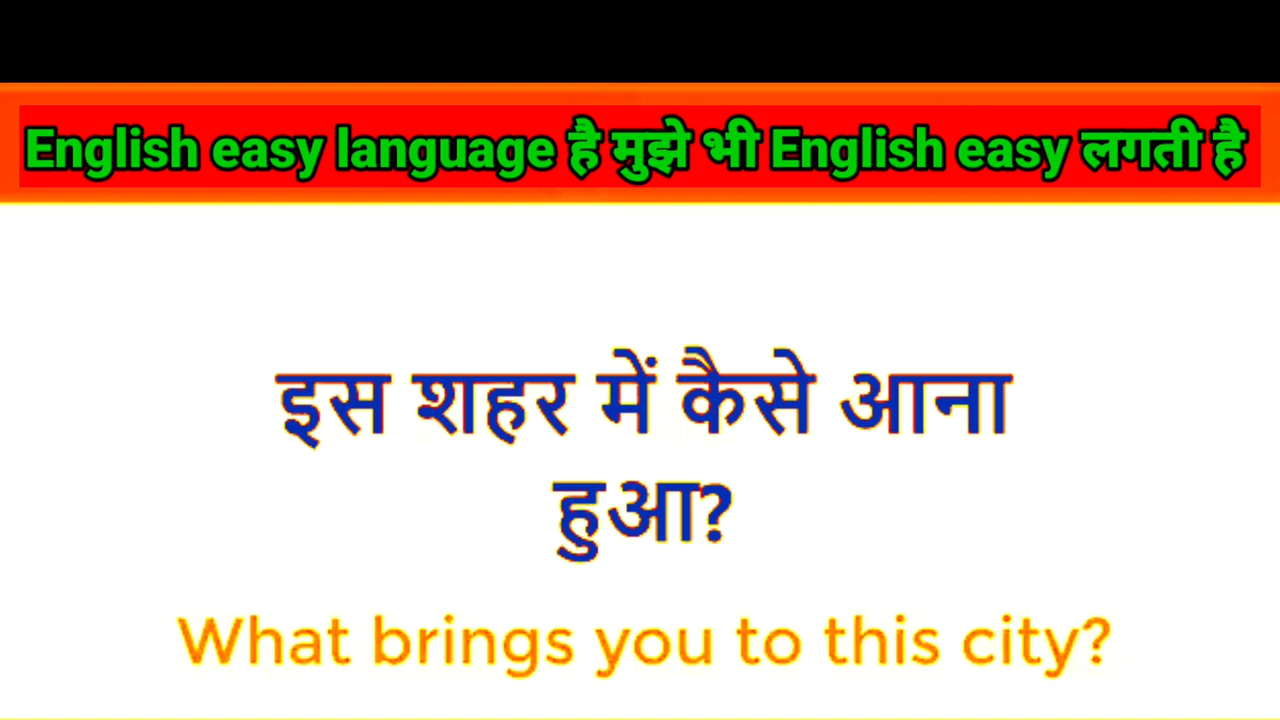 English easy language है मुझे भी English easy लगती है
इस शहर में कैसे आना
हुआ?
What brings you to this city?